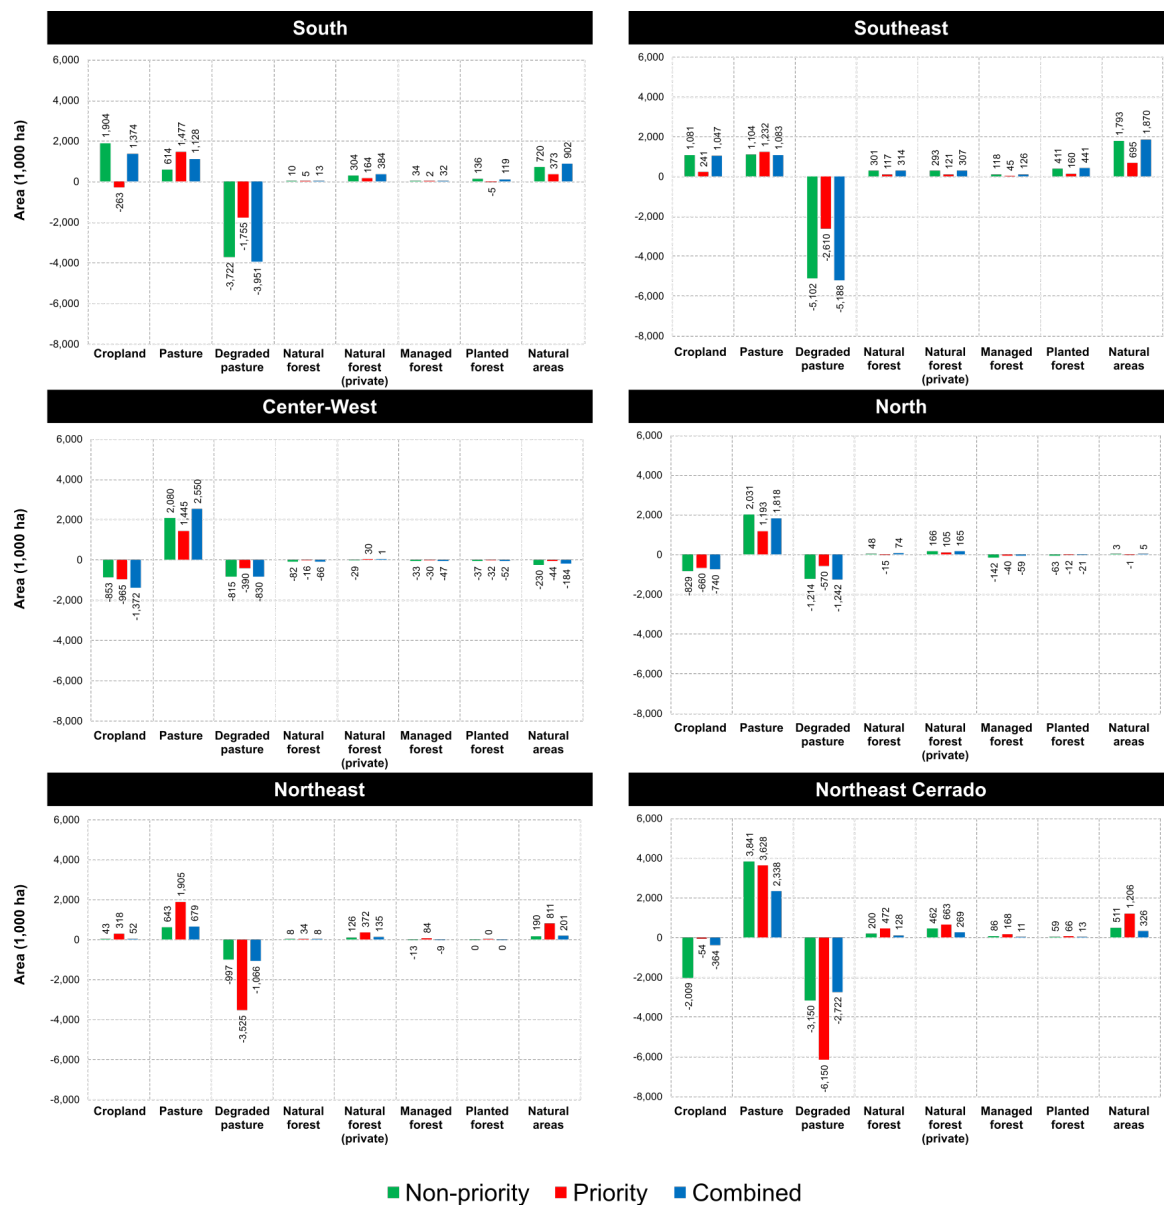 South
Area (1,000 ha)
6,000
4,000
2,000
0
-2,000
-4,000
-6,000
-8,000
1,904
-263
1,374
614
1,477
1,128
-3,722
-1,755
-3,951
10
5
13
304
164
384
34
2
32
136
-5
119
720
373
902
Cropland
Pasture
Degraded
pasture
Natural
forest
Natural
forest
(private)
Managed
forest
Planted
forest
Natural
areas
Southeast
6,000
4,000
2,000
0
-2,000
-4,000
-6,000
-8,000
1,081
241
1,047
1,104
1,232
1,083
-5,102
-2,610
-5,188
301
117
314
293
121
307
118
45
126
411
160
441
1,793
695
1,870
Cropland
Pasture
Degraded
pasture
Natural
forest
Natural
forest
(private)
Managed
forest
Planted
forest
Natural
areas
Center-West
Area (1,000 ha)
6,000
4,000
2,000
0
-2,000
-4,000
-6,000
-8,000
-853
-965
-1,372
2,080
1,445
2,550
-815
-390
-830
-82
-16
-66
-29
30
1
-33
-30
-47
-37
-32
-52
-230
-44
-184
Cropland
Pasture
Degraded
pasture
Natural
forest
Natural
forest
(private)
Managed
forest
Planted
forest
Natural
areas
North
6,000
4,000
2,000
0
-2,000
-4,000
-6,000
-8,000
-829
-660
-740
2,031
1,193
1,818
-1,214
-570
-1,242
48
-15
74
166
105
165
-142
-40
-59
-63
-12
-21
3
-1
5
Cropland
Pasture
Degraded
pasture
Natural
forest
Natural
forest
(private)
Managed
forest
Planted
forest
Natural
areas
Northeast
Area (1,000 ha)
6,000
4,000
2,000
0
-2,000
-4,000
-6,000
-8,000
43
318
52
643
1,905
679
-997
-3,525
-1,066
8
34
8
126
372
135
-13
84
-9
0
0
0
190
811
201
Cropland
Pasture
Degraded
pasture
Natural
forest
Natural
forest
(private)
Managed
forest
Planted
forest
Natural
areas
Northeast Cerrado
6,000
4,000
2,000
0
-2,000
-4,000
-6,000
-8,000
-2,009
-54
-364
3,841
3,628
2,338
-3,150
-6,150
-2,722
200
472
128
462
663
269
86
168
11
59
66
13
511
1,206
326
Cropland
Pasture
Degraded
pasture
Natural
forest
Natural
forest
(private)
Managed
forest
Planted
forest
Natural
areas
Non-priority
Priority
Combined